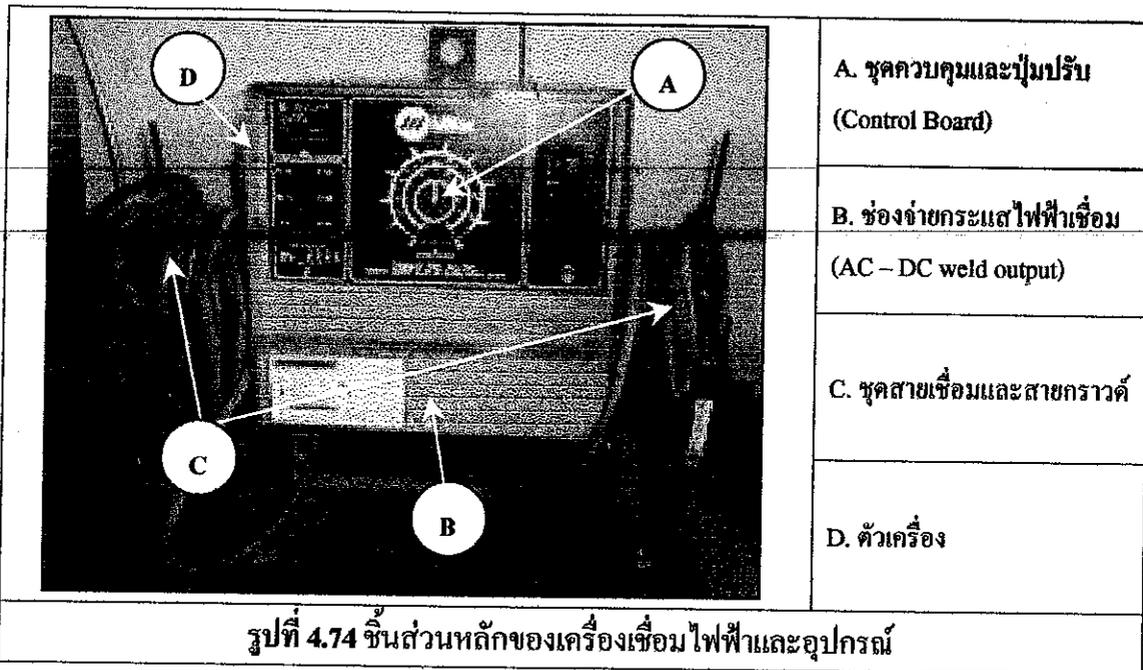 D
A
C
B
A. ชุดควบคุมและปุ่มปรับ
(Control Board)
B. ช่องจ่ายกระแสไฟฟ้าเชื่อม
(AC – DC weld output)
C. ชุดสายเชื่อมและสายกราวด์
D. ตัวเครื่อง
รูปที่ 4.74 ชิ้นส่วนหลักของเครื่องเชื่อมไฟฟ้าและอุปกรณ์